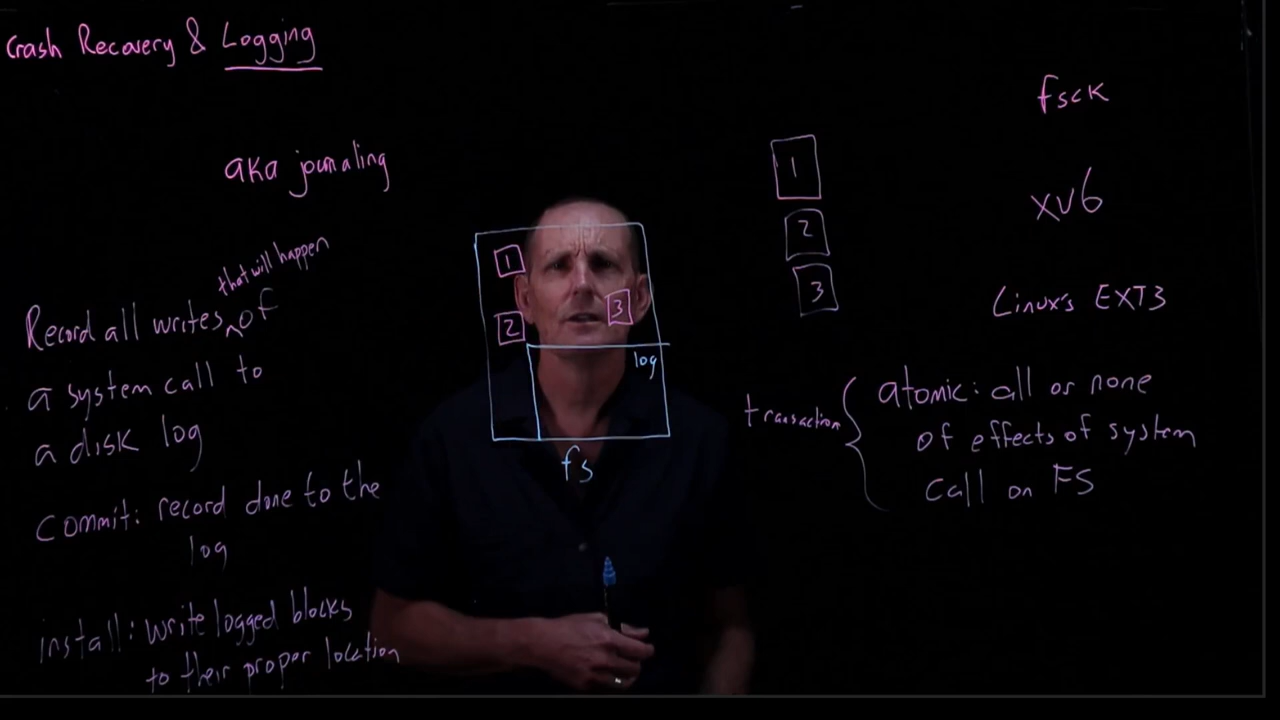 Crash Recovery & Logging
aka journaling
that will happen
Record all writes ^ of
a system call to
a disk log
Commit: record done to the
log
install: write logged blocks
to their proper location
1
2
3
log
fs
1
2
3
fsck
xv6
Linux's EXT3
transaction
atomic: all or none
of effects of system
call on FS